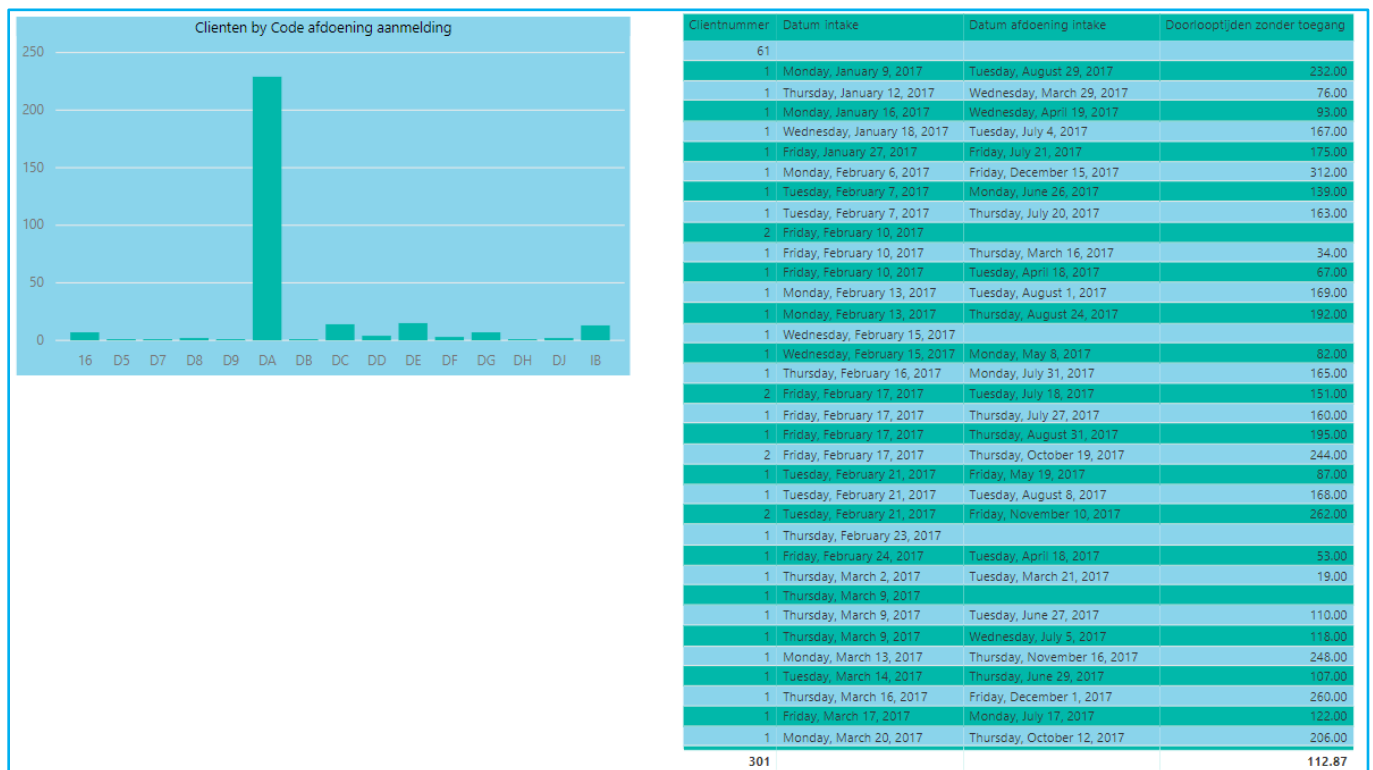 Clienten by Code afdoening aanmelding
250
200
150
100
50
0
16 D5 D7 D8 D9 DA DB DC DD DE DF DG DH DJ IB
Clientnummer Datum intake Datum afdoening intake Doorlooptijden zonder toegang
61
1 Monday, January 9, 2017 Tuesday, August 29, 2017 232.00
1 Thursday, January 12, 2017 Wednesday, March 29, 2017 76.00
1 Monday, January 16, 2017 Wednesday, April 19, 2017 93.00
1 Wednesday, January 18, 2017 Tuesday, July 4, 2017 167.00
1 Friday, January 27, 2017 Friday, July 21, 2017 175.00
1 Monday, February 6, 2017 Friday, December 15, 2017 312.00
1 Tuesday, February 7, 2017 Monday, June 26, 2017 139.00
1 Tuesday, February 7, 2017 Thursday, July 20, 2017 163.00
2 Friday, February 10, 2017
1 Friday, February 10, 2017 Thursday, March 16, 2017 34.00
1 Friday, February 10, 2017 Tuesday, April 18, 2017 67.00
1 Monday, February 13, 2017 Tuesday, August 1, 2017 169.00
1 Monday, February 13, 2017 Thursday, August 24, 2017 192.00
1 Wednesday, February 15, 2017
1 Wednesday, February 15, 2017 Monday, May 8, 2017 82.00
1 Thursday, February 16, 2017 Monday, July 31, 2017 165.00
2 Friday, February 17, 2017 Tuesday, July 18, 2017 151.00
1 Friday, February 17, 2017 Thursday, July 27, 2017 160.00
1 Friday, February 17, 2017 Thursday, August 31, 2017 195.00
2 Friday, February 17, 2017 Thursday, October 19, 2017 244.00
1 Tuesday, February 21, 2017 Friday, May 19, 2017 87.00
1 Tuesday, February 21, 2017 Tuesday, August 8, 2017 168.00
2 Tuesday, February 21, 2017 Friday, November 10, 2017 262.00
1 Thursday, February 23, 2017
1 Friday, February 24, 2017 Tuesday, April 18, 2017 53.00
1 Thursday, March 2, 2017 Tuesday, March 21, 2017 19.00
1 Thursday, March 9, 2017
1 Thursday, March 9, 2017 Tuesday, June 27, 2017 110.00
1 Thursday, March 9, 2017 Wednesday, July 5, 2017 118.00
1 Monday, March 13, 2017 Thursday, November 16, 2017 248.00
1 Tuesday, March 14, 2017 Thursday, June 29, 2017 107.00
1 Thursday, March 16, 2017 Friday, December 1, 2017 260.00
1 Friday, March 17, 2017 Monday, July 17, 2017 122.00
1 Monday, March 20, 2017 Thursday, October 12, 2017 206.00
301 112.87